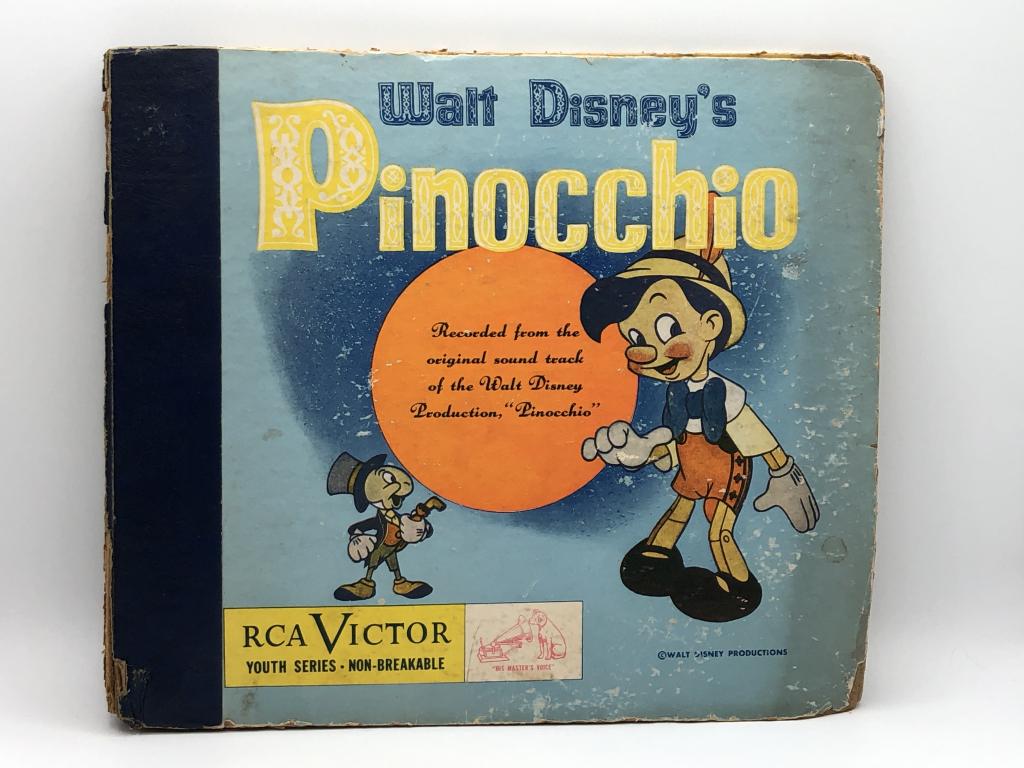 Walt Disney's
Pinocchio
Recorded from the
original sound track
of the Walt Disney
Production, "Pinocchio"
RCA VICTOR
YOUTH SERIES · NON-BREAKABLE
"HIS MASTER'S VOICE"
©WALT DISNEY PRODUCTIONS